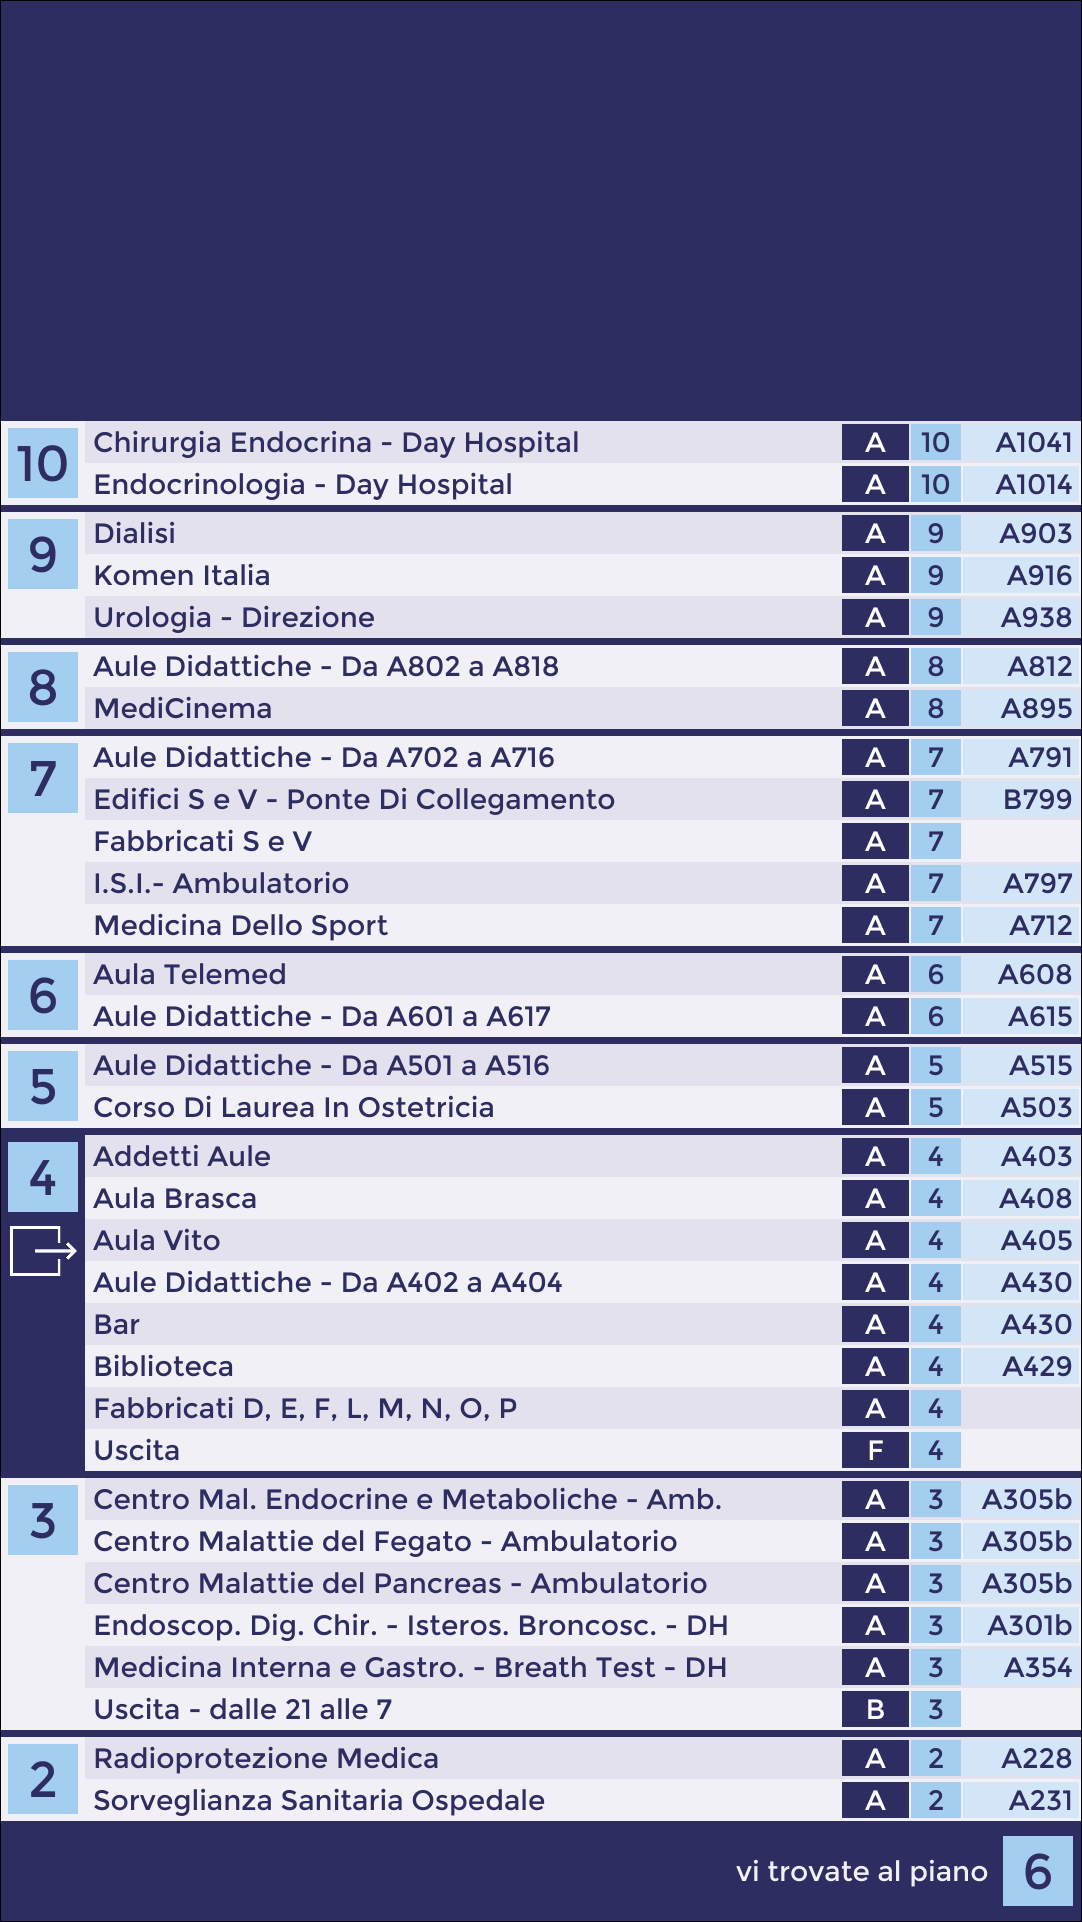 10
Chirurgia Endocrina - Day Hospital A 10 A1041
Endocrinologia - Day Hospital A 10 A1014
9
Dialisi A 9 A903
Komen Italia A 9 A916
Urologia - Direzione A 9 A938
8
Aule Didattiche - Da A802 a A818 A 8 A812
MediCinema A 8 A895
7
Aule Didattiche - Da A702 a A716 A 7 A791
Edifici S e V - Ponte Di Collegamento A 7 B799
Fabbricati S e V A 7
I.S.I.- Ambulatorio A 7 A797
Medicina Dello Sport A 7 A712
6
Aula Telemed A 6 A608
Aule Didattiche - Da A601 a A617 A 6 A615
5
Aule Didattiche - Da A501 a A516 A 5 A515
Corso Di Laurea In Ostetricia A 5 A503
4
Addetti Aule A 4 A403
Aula Brasca A 4 A408
Aula Vito A 4 A405
Aule Didattiche - Da A402 a A404 A 4 A430
Bar A 4 A430
Biblioteca A 4 A429
Fabbricati D, E, F, L, M, N, O, P A 4
Uscita F 4
3
Centro Mal. Endocrine e Metaboliche - Amb. A 3 A305b
Centro Malattie del Fegato - Ambulatorio A 3 A305b
Centro Malattie del Pancreas - Ambulatorio A 3 A305b
Endoscop. Dig. Chir. - Isteros. Broncosc. - DH A 3 A301b
Medicina Interna e Gastro. - Breath Test - DH A 3 A354
Uscita - dalle 21 alle 7 B 3
2
Radioprotezione Medica A 2 A228
Sorveglianza Sanitaria Ospedale A 2 A231
vi trovate al piano 6